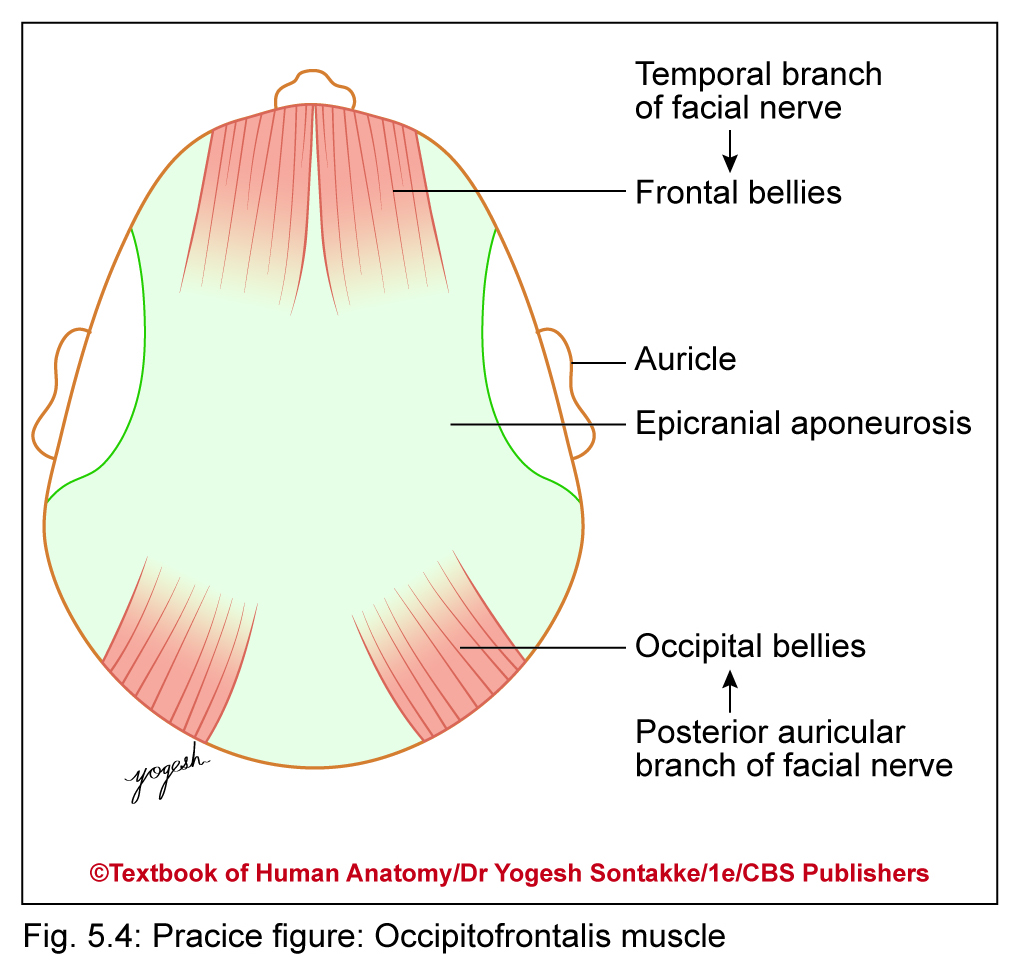 Temporal branch
of facial nerve
Frontal bellies
Auricle
Epicranial aponeurosis
Occipital bellies
Posterior auricular
branch of facial nerve
yogesh
©Textbook of Human Anatomy/Dr Yogesh Sontakke/1e/CBS Publishers
Fig. 5.4: Pracice figure: Occipitofrontalis muscle